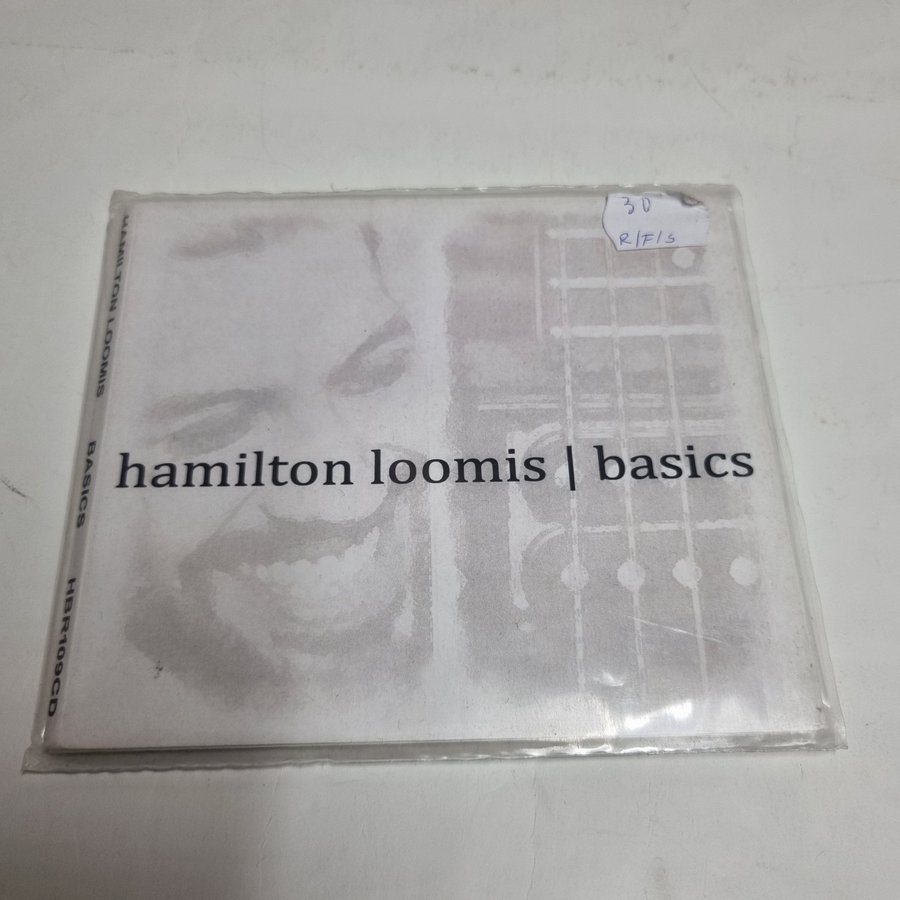 30
R/F/S
hamilton loomis | basics
HAMILTON LOOMIS BASICS HBR109CD